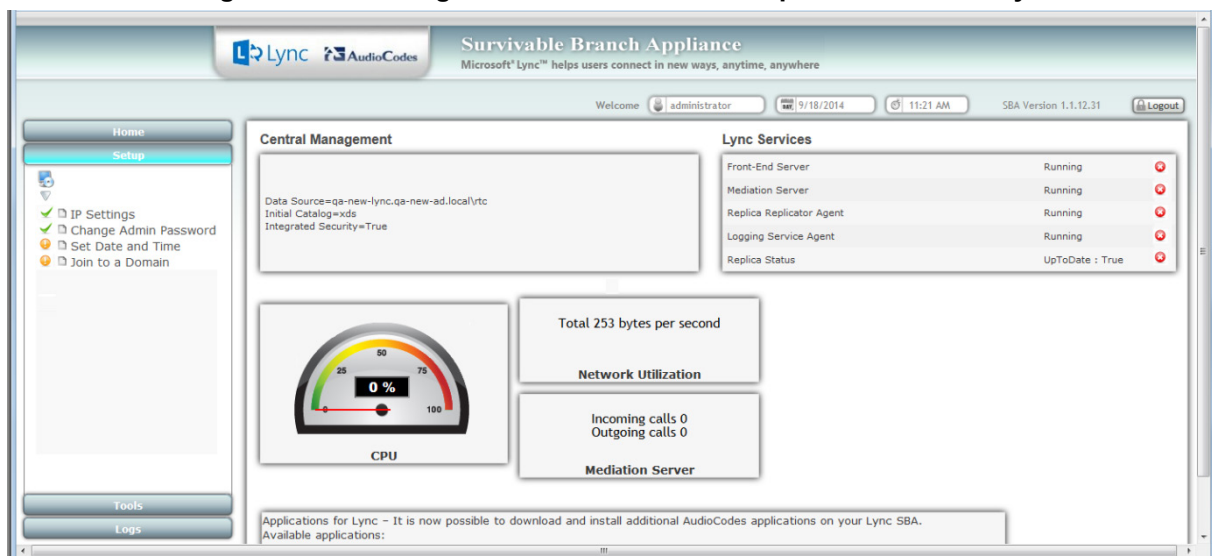 Lync AudioCodes
Survivable Branch Appliance
Microsoft® Lync™ helps users connect in new ways, anytime, anywhere
Welcome administrator 9/18/2014 11:21 AM SBA Version 1.1.12.31 Logout
Home
Setup
IP Settings
Change Admin Password
Set Date and Time
Join to a Domain
Tools
Logs
Central Management
Data Source=qa-new-lync.qa-new-ad.local\rtc
Initial Catalog=xds
Integrated Security=True
Lync Services
Front-End Server Running
Mediation Server Running
Replica Replicator Agent Running
Logging Service Agent Running
Replica Status UpToDate : True
0 25 50 75 100
0 %
CPU
Total 253 bytes per second
Network Utilization
Incoming calls 0
Outgoing calls 0
Mediation Server
Applications for Lync – It is now possible to download and install additional AudioCodes applications on your Lync SBA.
Available applications: